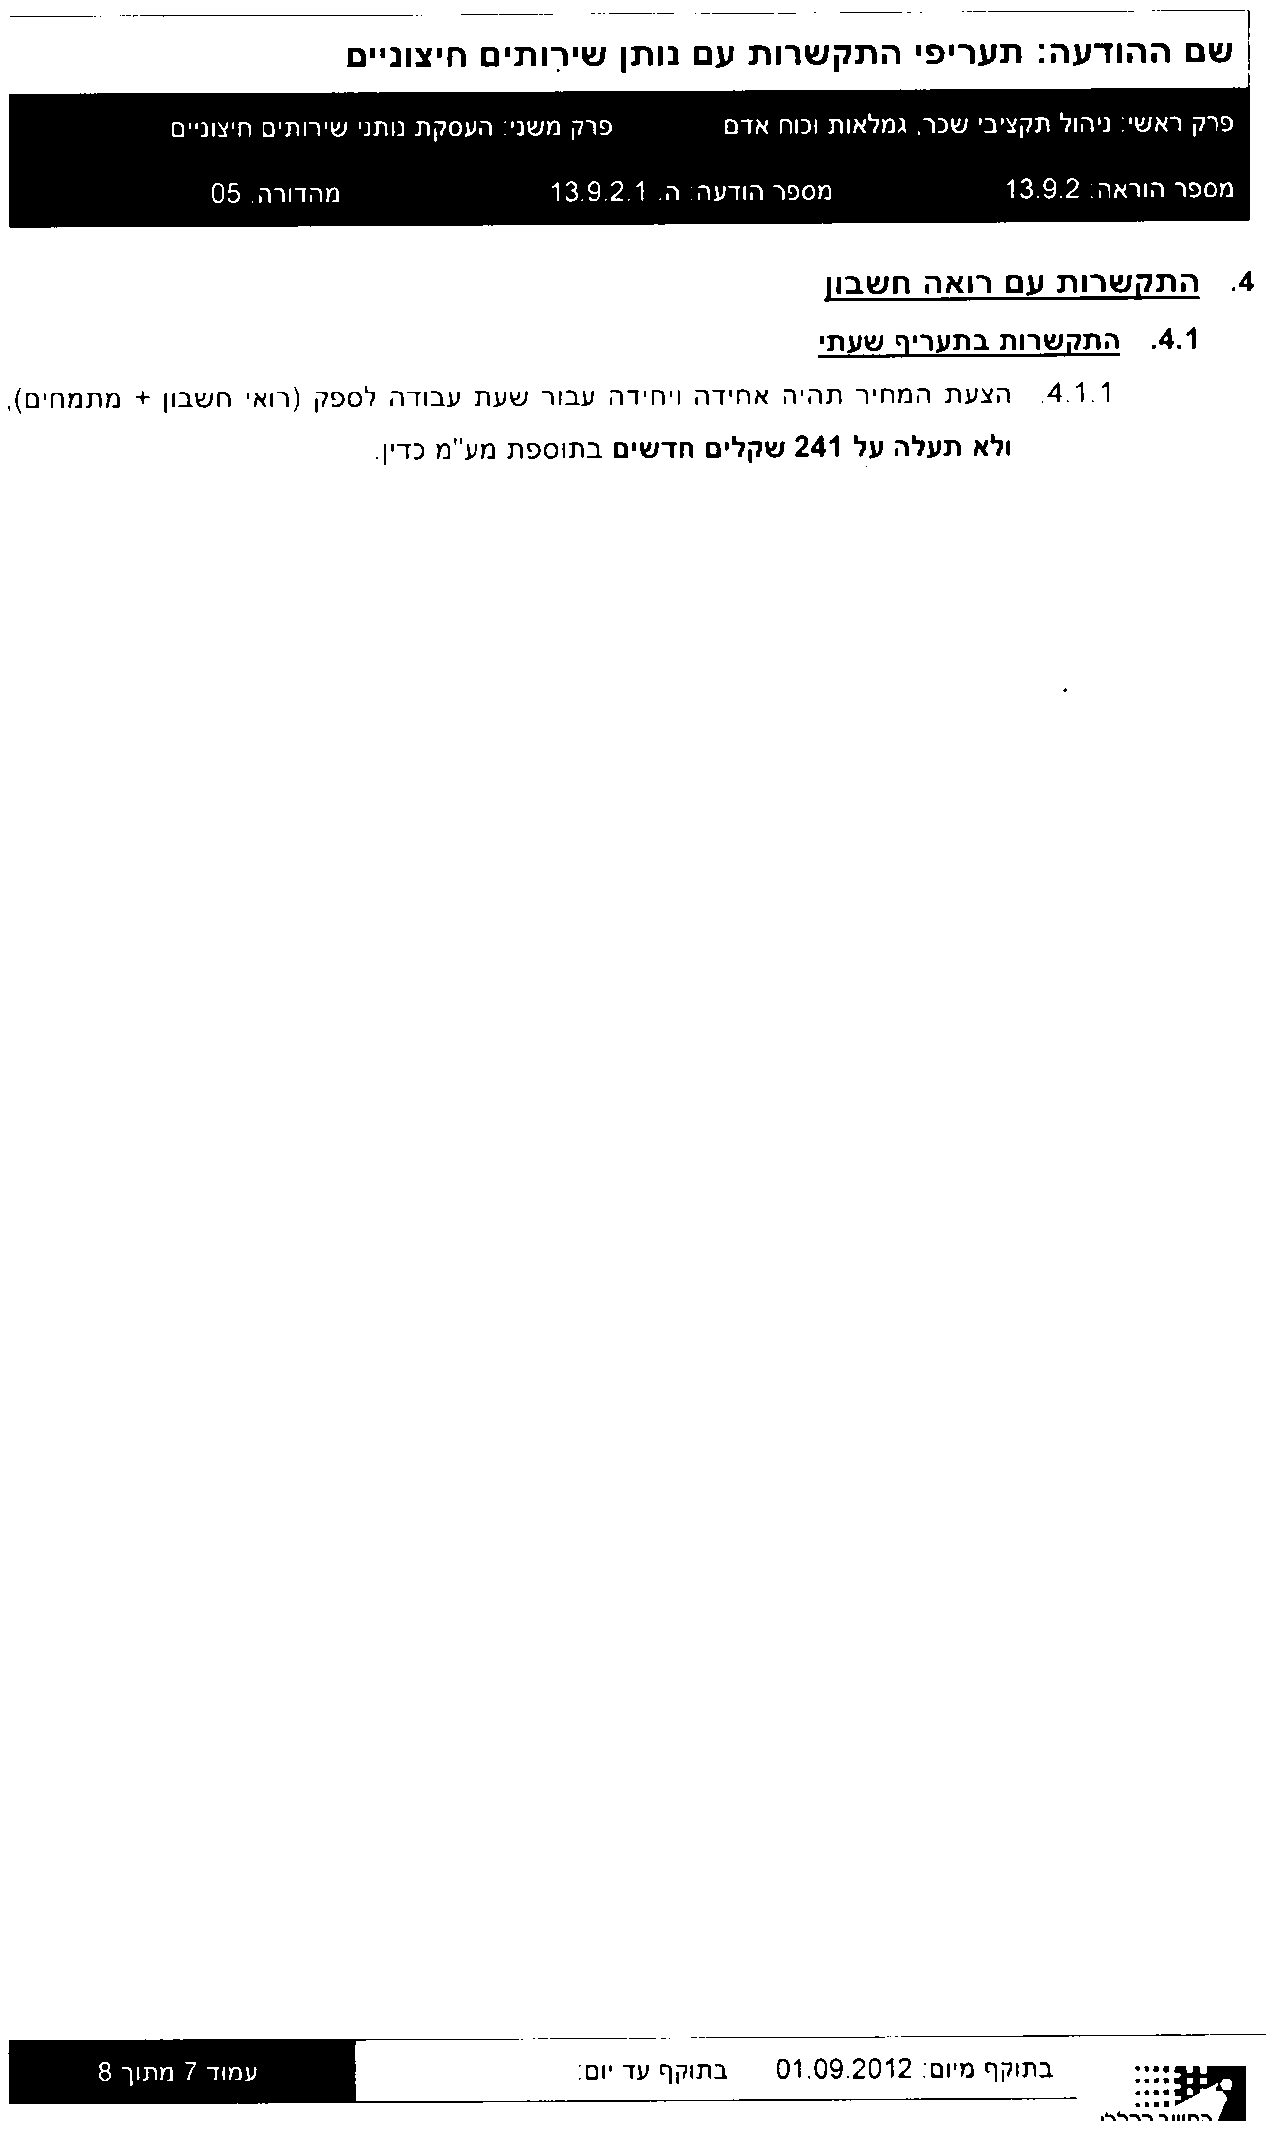 שם ההודעה: תעריפי התקשרות עם נותן שירותים חיצוניים
פרק ראשי: ניהול תקציבי שכר, גמלאות וכוח אדם פרק משני: העסקת נותני שירותים חיצוניים
מספר הוראה: 13.9.2 מספר הודעה: ה. 13.9.2.1 מהדורה: 05
4. התקשרות עם רואה חשבון
4.1. התקשרות בתעריף שעתי
4.1.1. הצעת המחיר תהיה אחידה ויחידה עבור שעת עבודה לספק (רואי חשבון + מתמחים),
ולא תעלה על 241 שקלים חדשים בתוספת מע"מ כדין.
בתוקף מיום: 01.09.2012 בתוקף עד יום: עמוד 7 מתוך 8
החשב הכללי